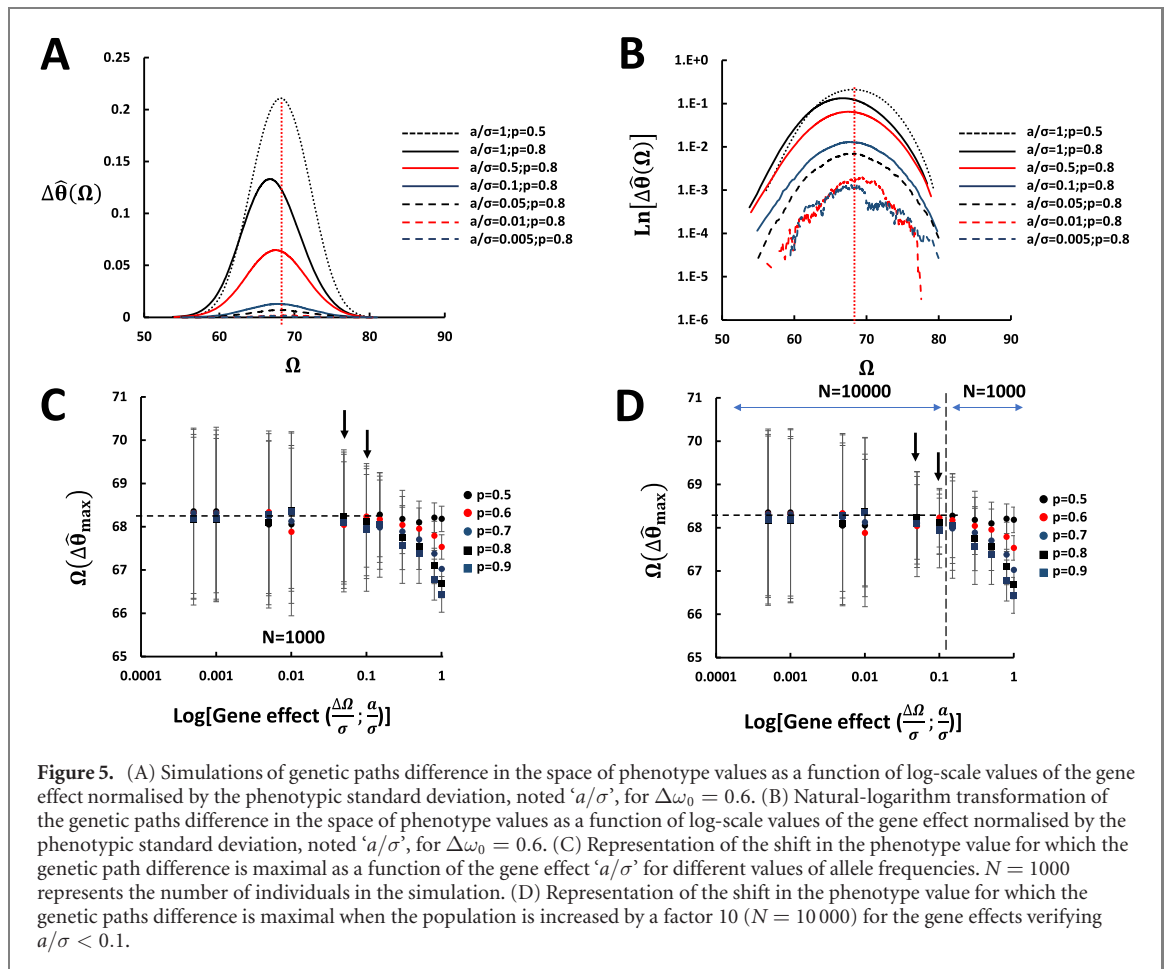 A
0.25
0.2
0.15
0.1
0.05
0
Δθ̂(Ω)
50
60
70
80
90
Ω
a/σ=1;p=0.5
a/σ=1;p=0.8
a/σ=0.5;p=0.8
a/σ=0.1;p=0.8
a/σ=0.05;p=0.8
a/σ=0.01;p=0.8
a/σ=0.005;p=0.8
B
1.E+0
1.E-1
1.E-2
1.E-3
1.E-4
1.E-5
1.E-6
Ln[Δθ̂(Ω)]
50
60
70
80
90
Ω
a/σ=1;p=0.5
a/σ=1;p=0.8
a/σ=0.5;p=0.8
a/σ=0.1;p=0.8
a/σ=0.05;p=0.8
a/σ=0.01;p=0.8
a/σ=0.005;p=0.8
C
71
70
69
68
67
66
65
Ω(Δθ̂max)
N=1000
0.0001
0.001
0.01
0.1
1
Log[Gene effect (ΔΩ/σ ; a/σ)]
p=0.5
p=0.6
p=0.7
p=0.8
p=0.9
D
N=10000
N=1000
71
70
69
68
67
66
65
Ω(Δθ̂max)
0.0001
0.001
0.01
0.1
1
Log[Gene effect (ΔΩ/σ ; a/σ)]
p=0.5
p=0.6
p=0.7
p=0.8
p=0.9
Figure 5. (A) Simulations of genetic paths difference in the space of phenotype values as a function of log-scale values of the gene
effect normalised by the phenotypic standard deviation, noted ‘a/σ’, for Δω₀ = 0.6. (B) Natural-logarithm transformation of
the genetic paths difference in the space of phenotype values as a function of log-scale values of the gene effect normalised by the
phenotypic standard deviation, noted ‘a/σ’, for Δω₀ = 0.6. (C) Representation of the shift in the phenotype value for which the
genetic path difference is maximal as a function of the gene effect ‘a/σ’ for different values of allele frequencies. N = 1000
represents the number of individuals in the simulation. (D) Representation of the shift in the phenotype value for which the
genetic paths difference is maximal when the population is increased by a factor 10 (N = 10 000) for the gene effects verifying
a/σ < 0.1.